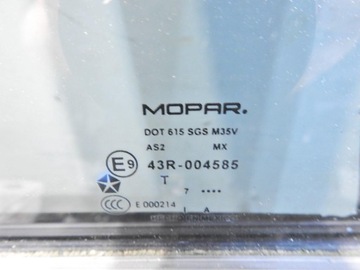 MOPAR.
DOT 615 SGS M35V
AS2 MX
E9 43R-004585
T
7 ••••
CCC E 000214
I A